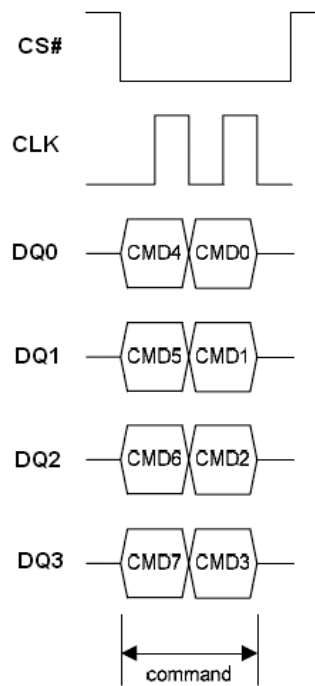 CS#
CLK
DQ0 CMD4 CMD0
DQ1 CMD5 CMD1
DQ2 CMD6 CMD2
DQ3 CMD7 CMD3
command